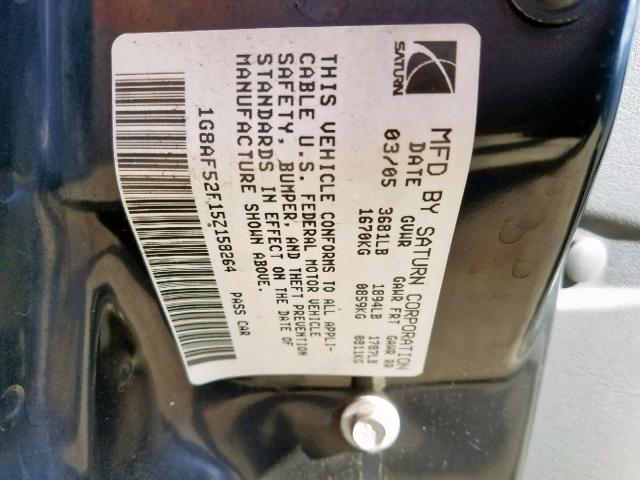 SATURN
MFD BY SATURN CORPORATION
DATE GVWR GAWR FRT GAWR RR
03/05 3681LB 1894LB 1787LB
1670KG 0859KG 0811KG
THIS VEHICLE CONFORMS TO ALL APPLI-
CABLE U.S. FEDERAL MOTOR VEHICLE
SAFETY, BUMPER, AND THEFT PREVENTION
STANDARDS IN EFFECT ON THE DATE OF
MANUFACTURE SHOWN ABOVE.
1G8AF52F15Z158264 PASS CAR